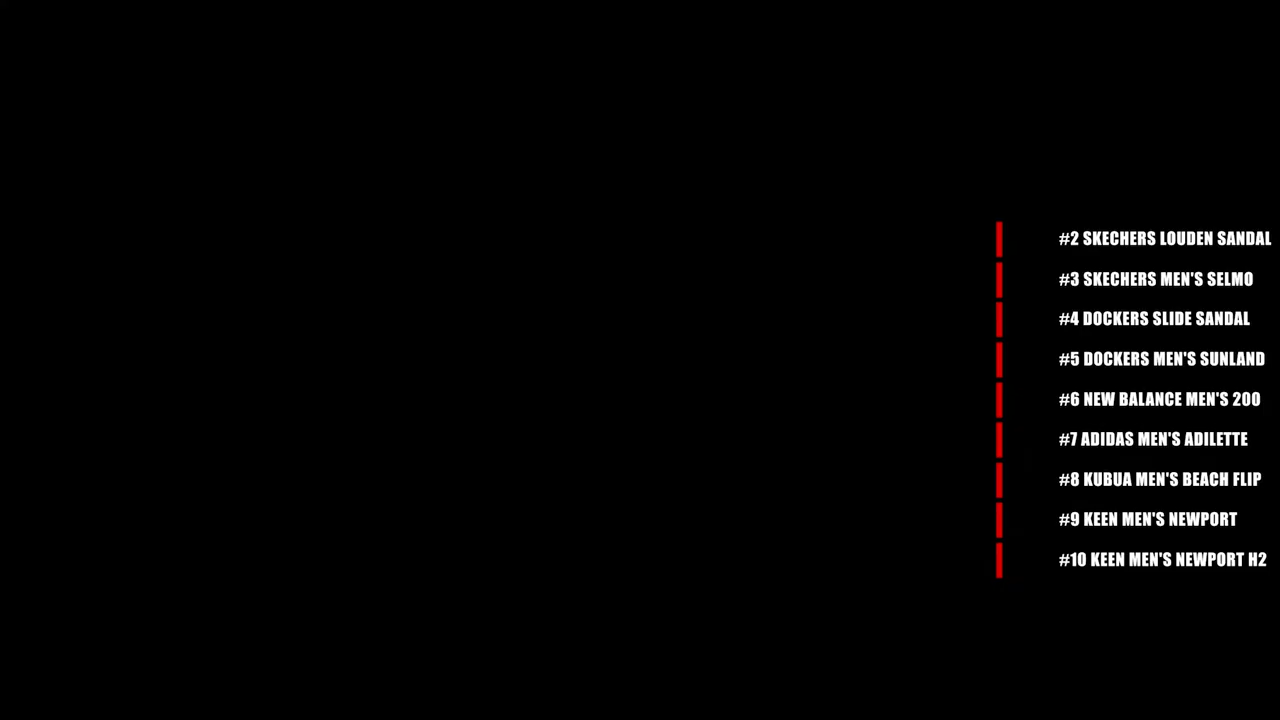 #2 SKECHERS LOUDEN SANDAL
#3 SKECHERS MEN'S SELMO
#4 DOCKERS SLIDE SANDAL
#5 DOCKERS MEN'S SUNLAND
#6 NEW BALANCE MEN'S 200
#7 ADIDAS MEN'S ADILETTE
#8 KUBUA MEN'S BEACH FLIP
#9 KEEN MEN'S NEWPORT
#10 KEEN MEN'S NEWPORT H2